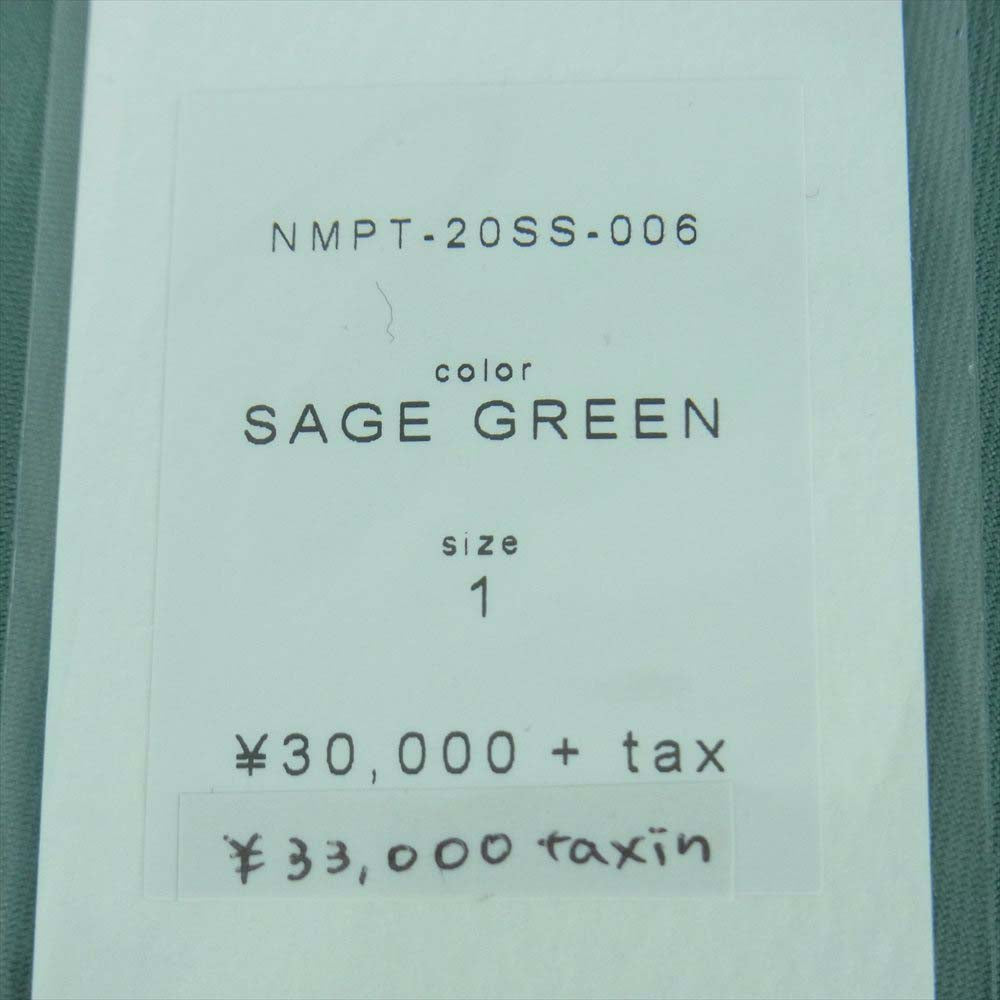 NMPT-20SS-006
color
SAGE GREEN
size
1
¥30,000 + tax
¥33,000 taxin